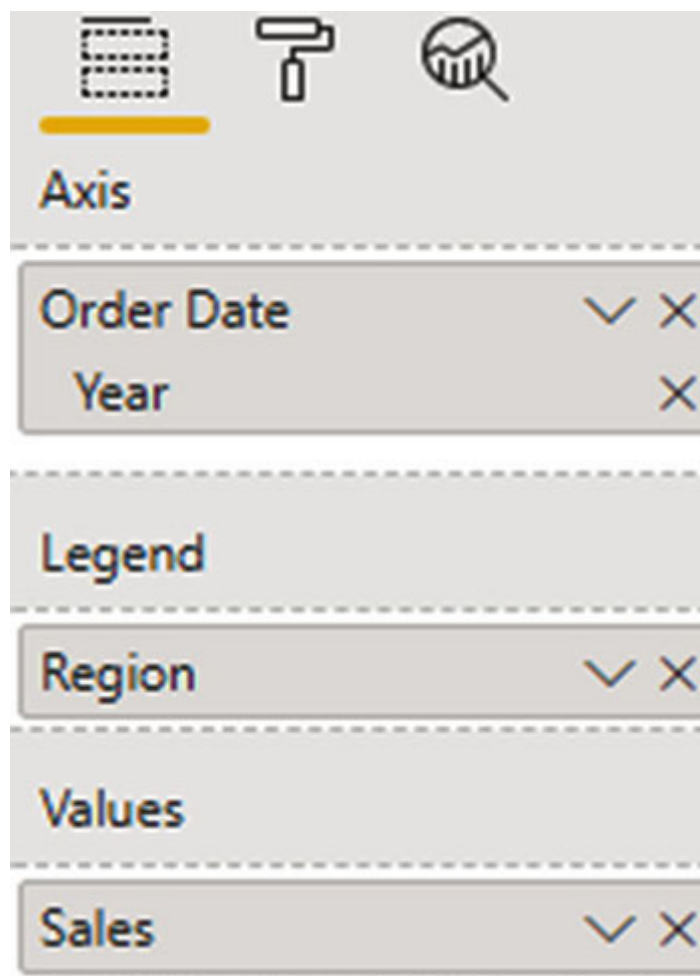 Axis
Order Date
Year
Legend
Region
Values
Sales